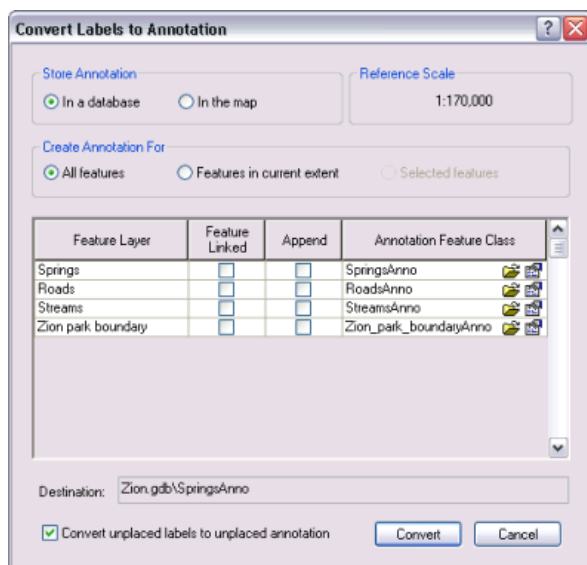 Convert Labels to Annotation
Store Annotation
In a database
In the map
Reference Scale
1:170,000
Create Annotation For
All features
Features in current extent
Selected features
Feature Layer
Feature Linked
Append
Annotation Feature Class
Springs
SpringsAnno
Roads
RoadsAnno
Streams
StreamsAnno
Zion park boundary
Zion_park_boundaryAnno
Destination:
Zion.gdb\SpringsAnno
Convert unplaced labels to unplaced annotation
Convert
Cancel